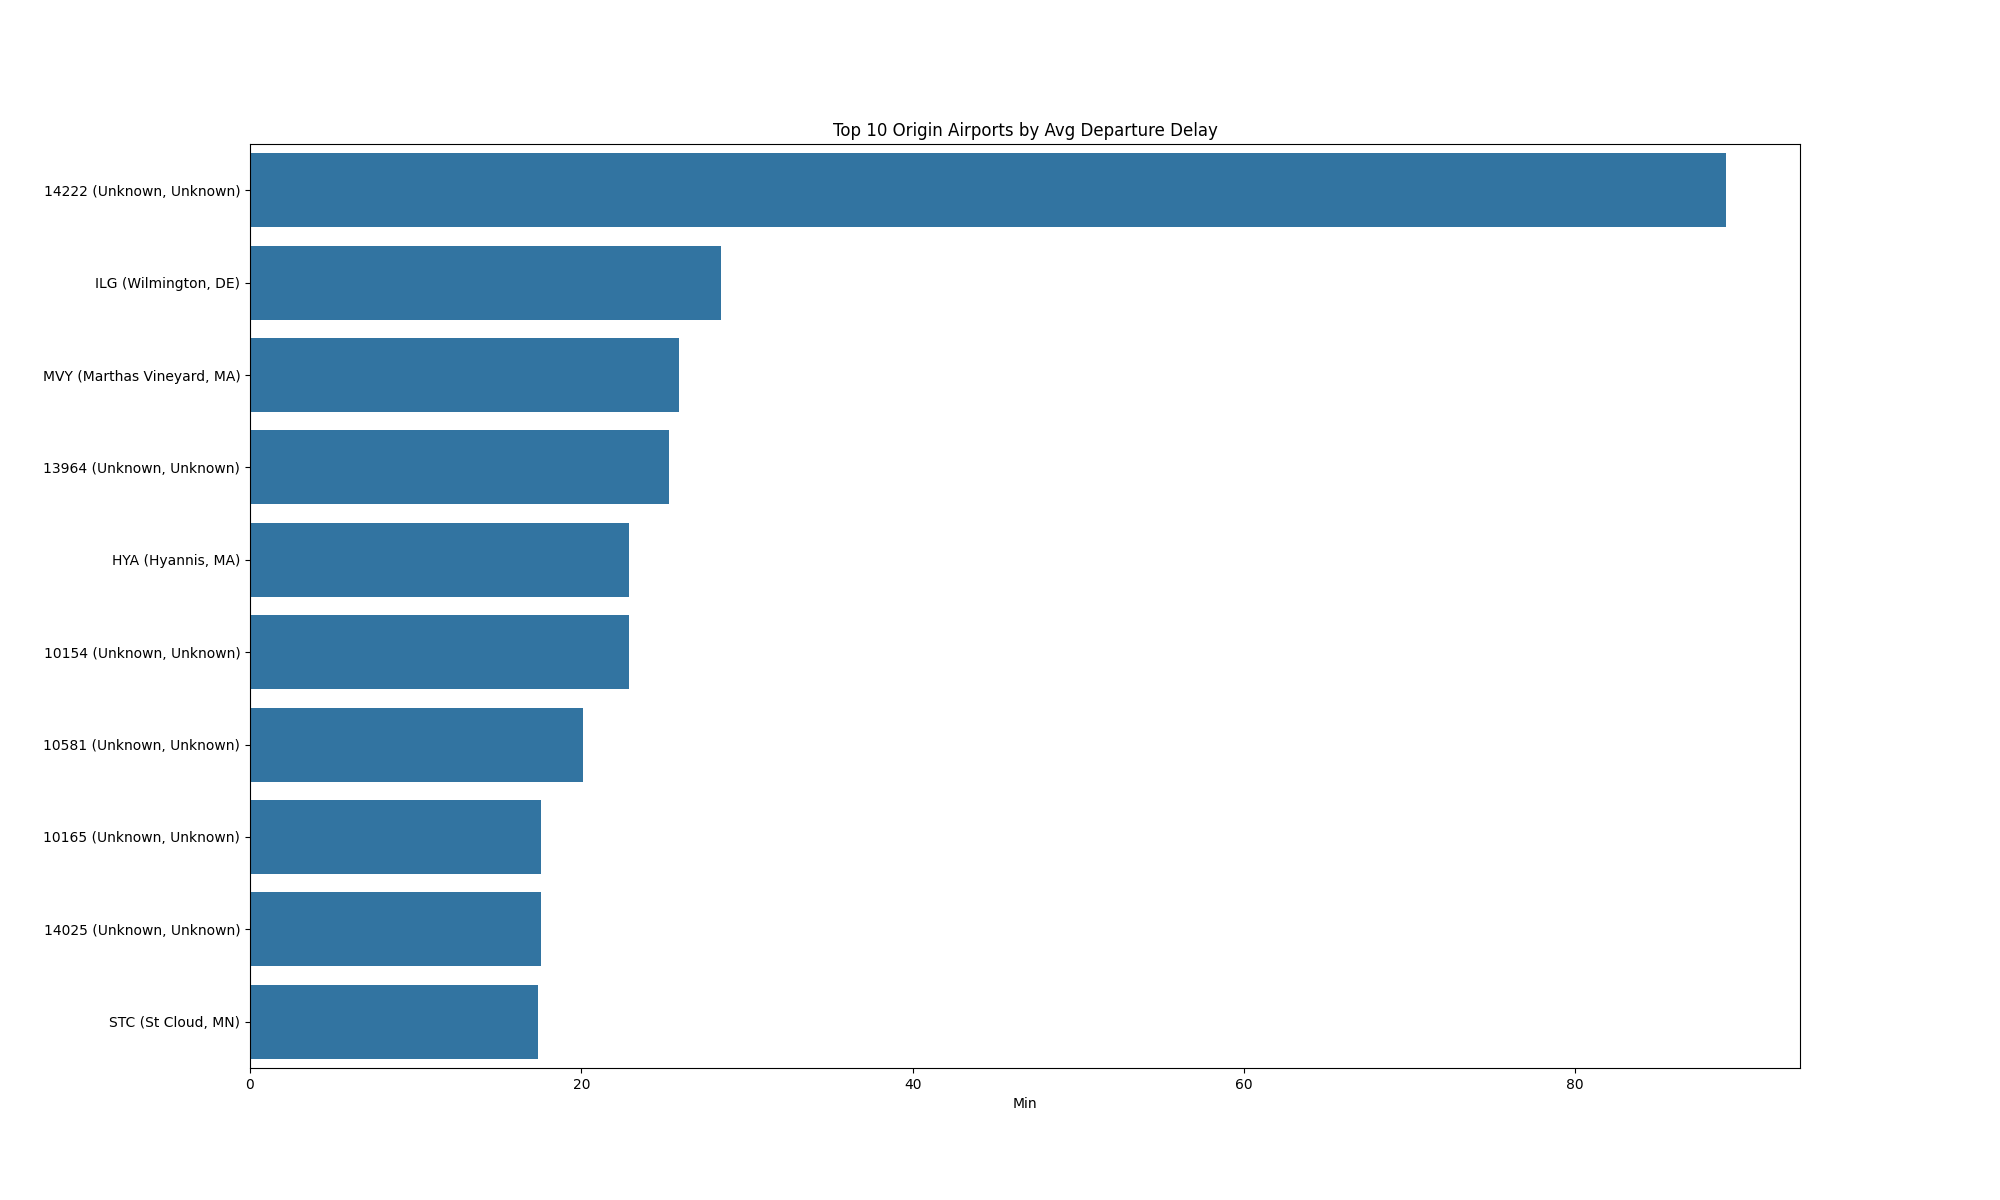 Top 10 Origin Airports by Avg Departure Delay
14222 (Unknown, Unknown)
ILG (Wilmington, DE)
MVY (Marthas Vineyard, MA)
13964 (Unknown, Unknown)
HYA (Hyannis, MA)
10154 (Unknown, Unknown)
10581 (Unknown, Unknown)
10165 (Unknown, Unknown)
14025 (Unknown, Unknown)
STC (St Cloud, MN)
0 20 40 60 80
Min